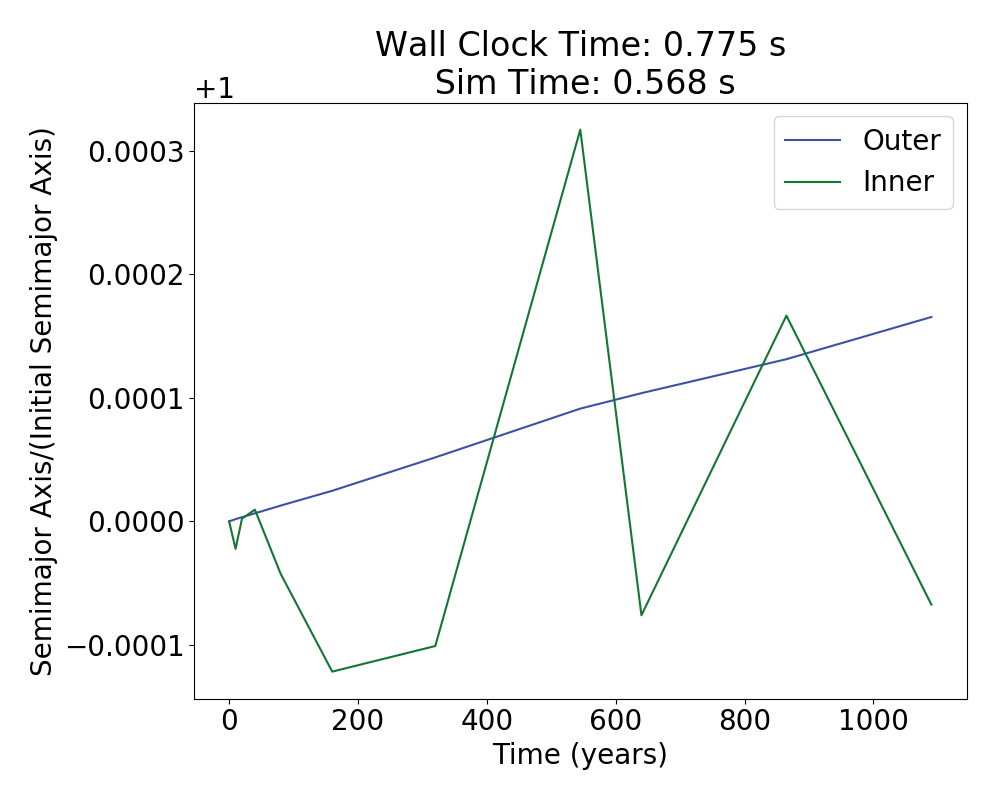 Wall Clock Time: 0.775 s
Sim Time: 0.568 s
+1
Outer
Inner
0.0003
0.0002
0.0001
0.0000
−0.0001
Semimajor Axis/(Initial Semimajor Axis)
0
200
400
600
800
1000
Time (years)